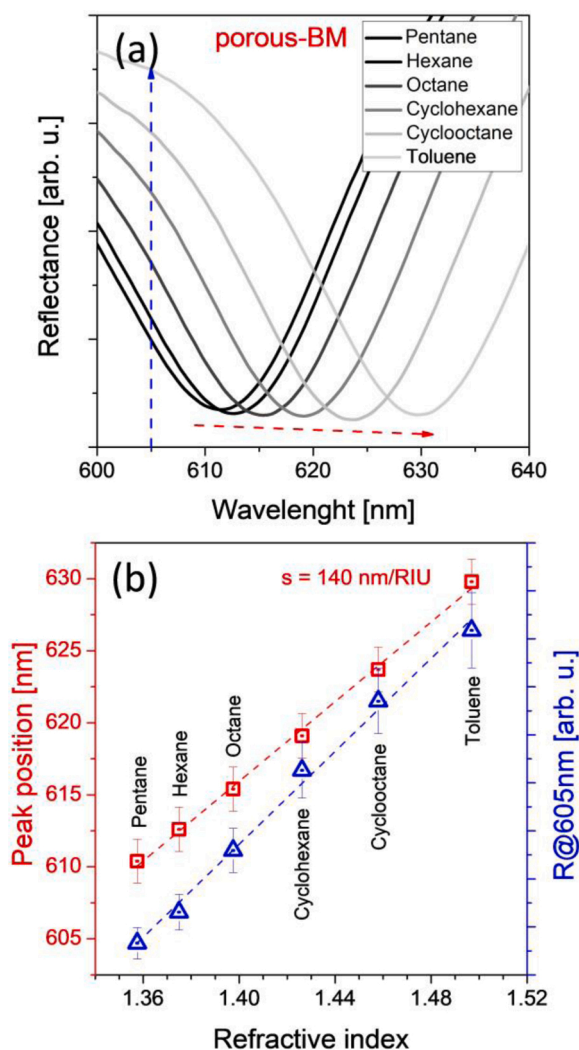 (a)
porous-BM
Pentane
Hexane
Octane
Cyclohexane
Cyclooctane
Toluene
Reflectance [arb. u.]
600 610 620 630 640
Wavelenght [nm]
(b)
s = 140 nm/RIU
630
625
620
615
610
605
Peak position [nm]
R@605nm [arb. u.]
Pentane
Hexane
Octane
Cyclohexane
Cyclooctane
Toluene
1.36 1.40 1.44 1.48 1.52
Refractive index